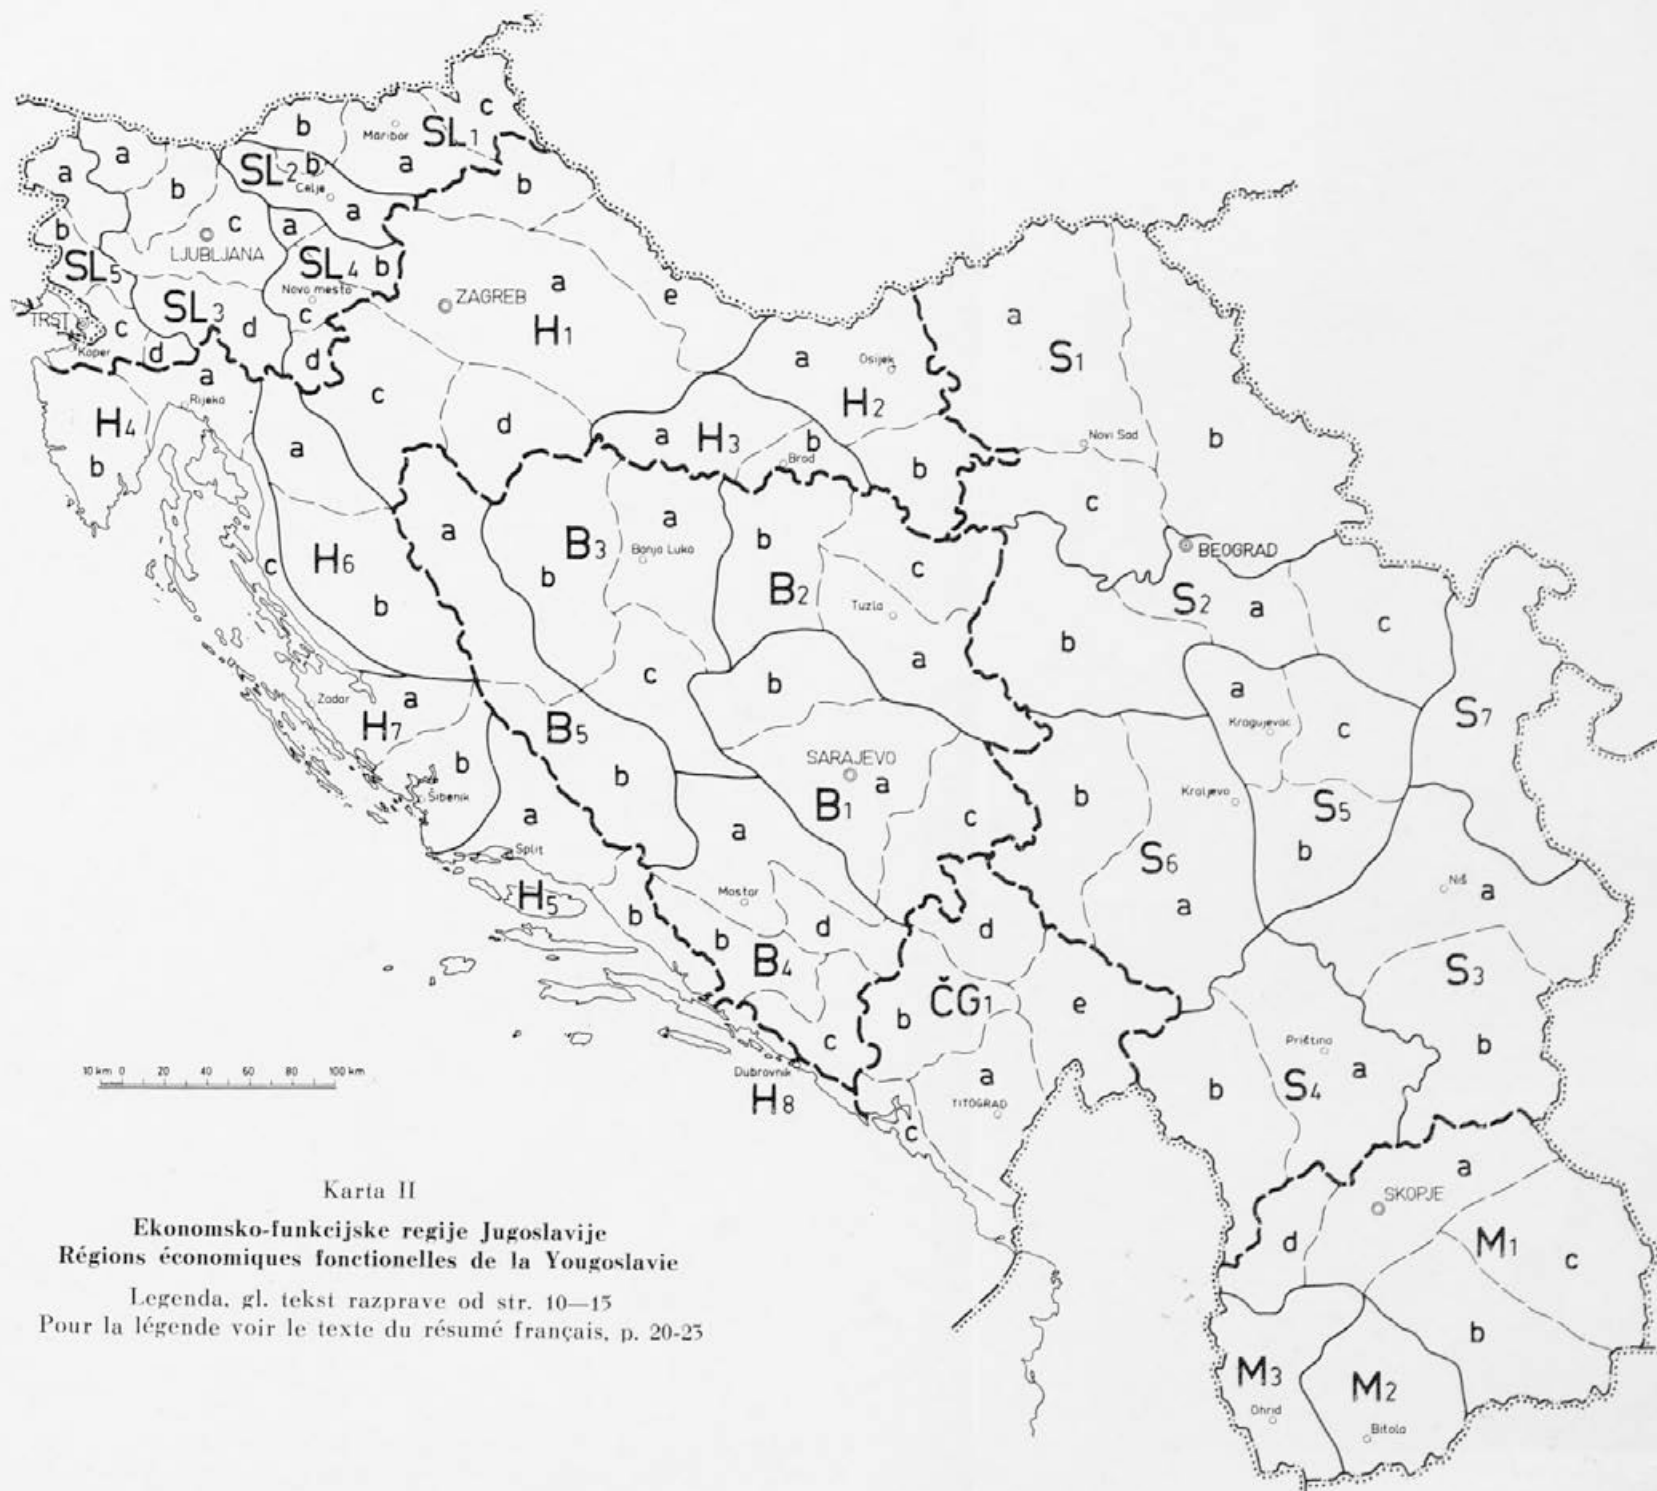 c
b
Maribor
SL1
a
a
a
b
SL2
b
Celje
a
b
b
c
LJUBLJANA
a
SL4
b
SL5
Novo mesto
a
ZAGREB
e
TRST
c
SL3
d
c
H1
Koper
d
d
a
Rijeka
c
a
Osijek
a
S1
H4
b
a
d
a
H3
b
Brod
H2
b
Novi Sad
b
c
H6
c
b
a
B3
b
a
Banja Luka
b
B2
c
Tuzla
a
BEOGRAD
S2
a
b
c
Zadar
a
H7
b
Šibenik
B5
b
c
b
SARAJEVO
a
B1
c
a
Kragujevac
c
S7
b
Kraljevo
S5
b
a
Split
H5
b
a
Mostar
b
d
B4
c
S6
a
Niš
a
S3
b
d
ČG1
b
e
a
TITOGRAD
c
Dubrovnik
H8
Priština
a
b
S4
10 km 0 20 40 60 80 100 km
a
SKOPJE
d
M1
c
b
M3
Ohrid
M2
Bitola
Karta II
Ekonomsko-funkcijske regije Jugoslavije
Régions économiques fonctionelles de la Yougoslavie
Legenda, gl. tekst razprave od str. 10—15
Pour la légende voir le texte du résumé français, p. 20-23